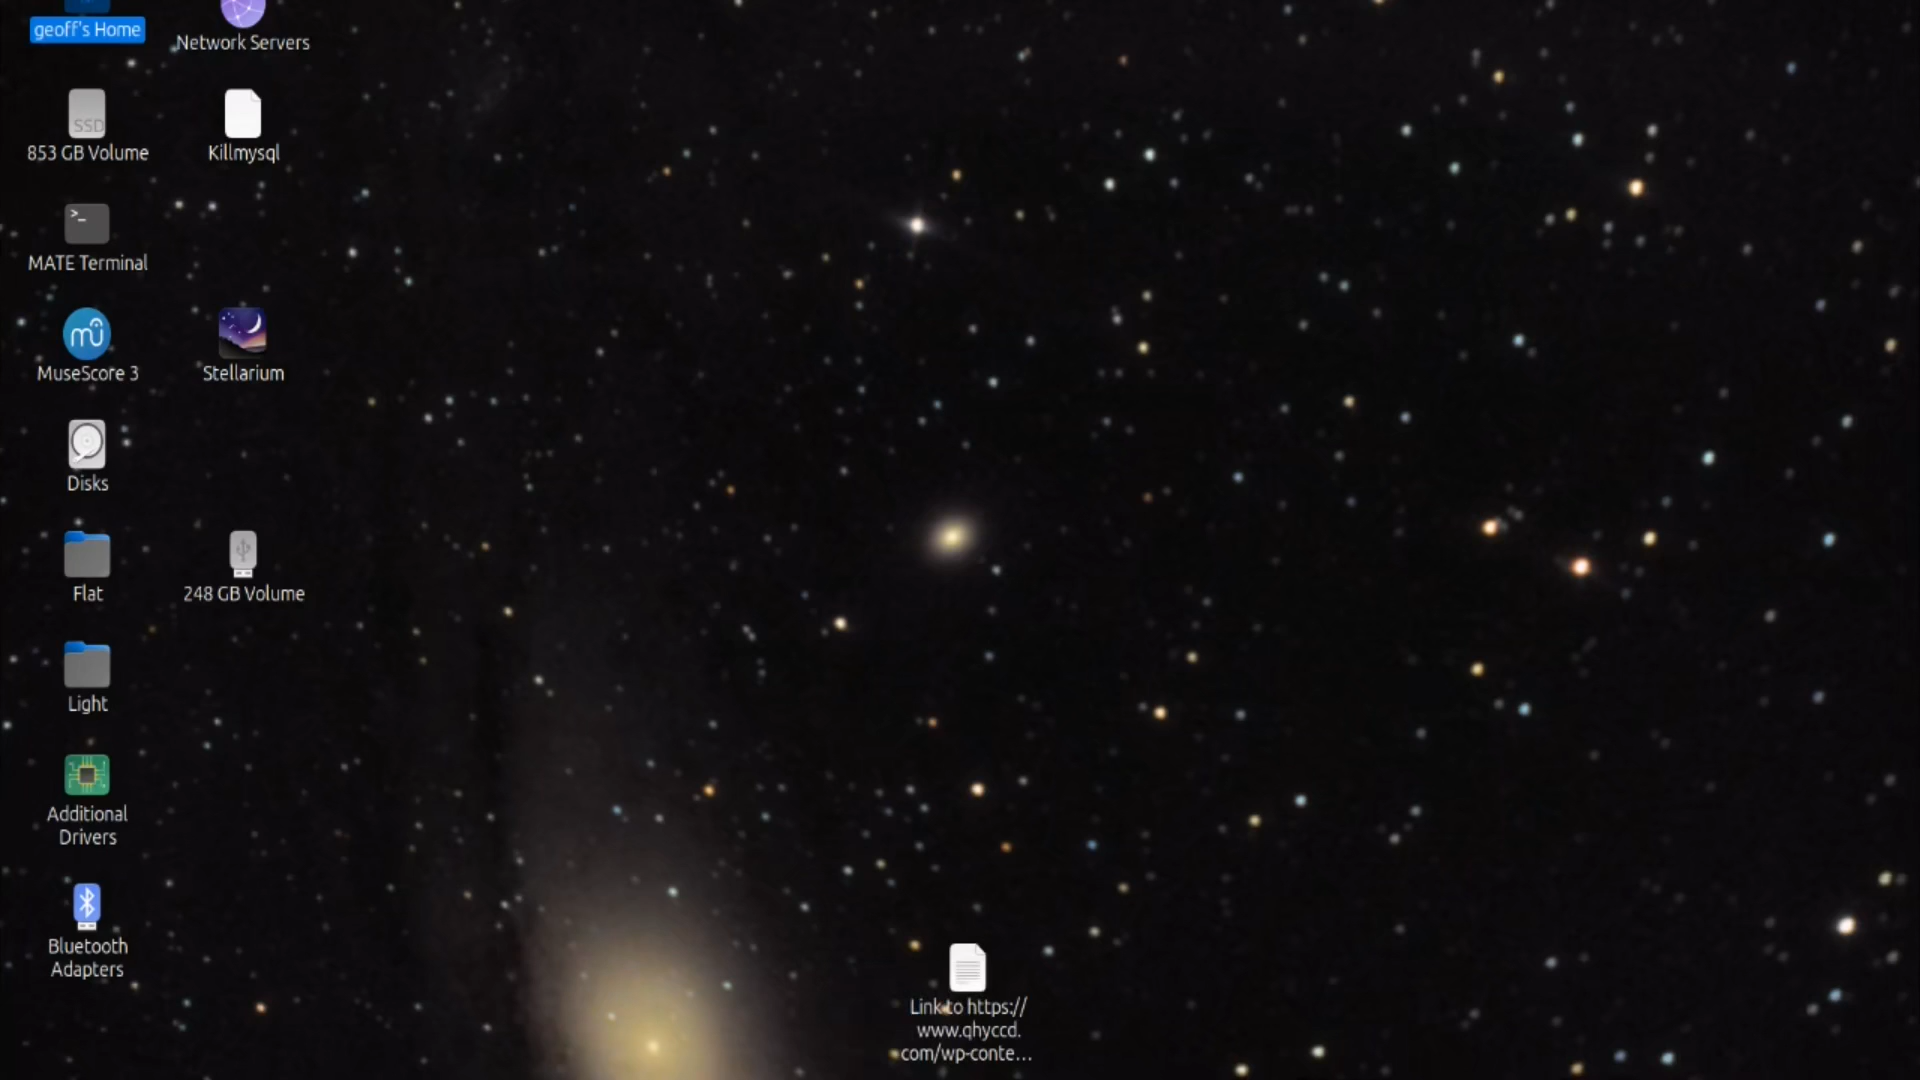 geoff's Home
Network Servers
SSD
853 GB Volume
Killmysql
>_
MATE Terminal
mu
MuseScore 3
Stellarium
Disks
Flat
248 GB Volume
Light
Additional
Drivers
Bluetooth
Adapters
Link to https://
www.qhyccd.
com/wp-conte...